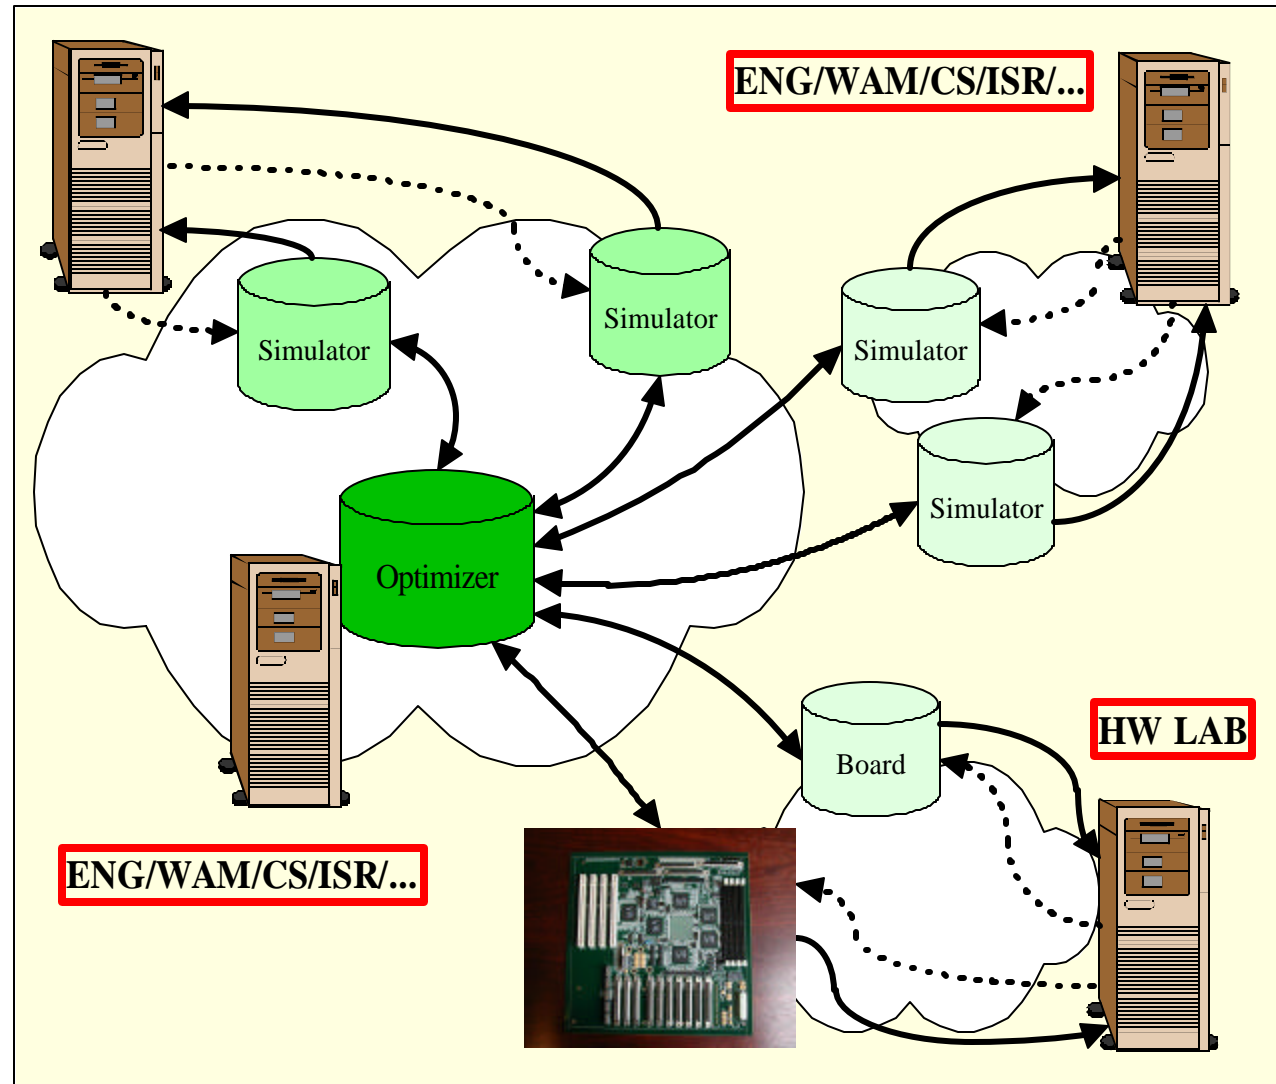 ENG/WAM/CS/ISR/...
Simulator
Simulator
Simulator
Simulator
Optimizer
Board
HW LAB
ENG/WAM/CS/ISR/...